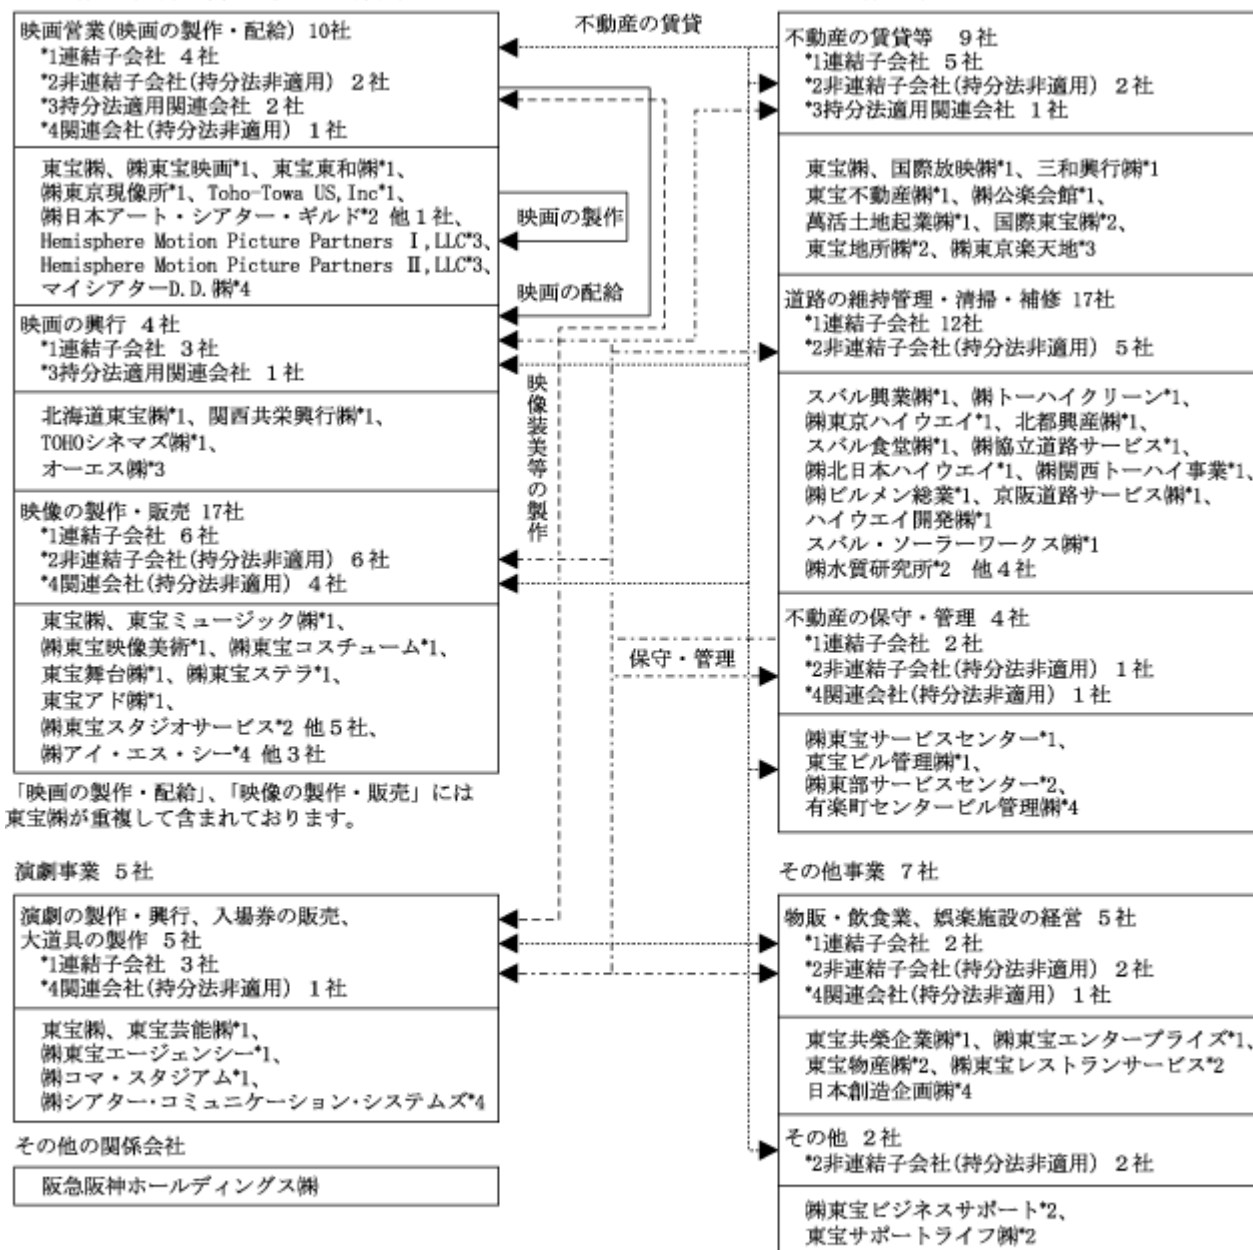 映画営業(映画の製作・配給) 10社
*1連結子会社 4社
*2非連結子会社(持分法非適用) 2社
*3持分法適用関連会社 2社
*4関連会社(持分法非適用) 1社
東宝㈱、㈱東宝映画*1、東宝東和㈱*1、
㈱東京現像所*1、Toho-Towa US,Inc*1、
㈱日本アート・シアター・ギルド*2 他1社、
Hemisphere Motion Picture Partners Ⅰ,LLC*3、
Hemisphere Motion Picture Partners Ⅱ,LLC*3、
マイシアターD.D.㈱*4
映画の興行 4社
*1連結子会社 3社
*3持分法適用関連会社 1社
北海道東宝㈱*1、関西共栄興行㈱*1、
TOHOシネマズ㈱*1、
オーエス㈱*3
映像の製作・販売 17社
*1連結子会社 6社
*2非連結子会社(持分法非適用) 6社
*4関連会社(持分法非適用) 4社
東宝㈱、東宝ミュージック㈱*1、
㈱東宝映像美術*1、㈱東宝コスチューム*1、
東宝舞台㈱*1、㈱東宝ステラ*1、
東宝アド㈱*1、
㈱東宝スタジオサービス*2 他5社、
㈱アイ・エス・シー*4 他3社
「映画の製作・配給」、「映像の製作・販売」には
東宝㈱が重複して含まれております。
演劇事業 5社
演劇の製作・興行、入場券の販売、
大道具の製作 5社
*1連結子会社 3社
*4関連会社(持分法非適用) 1社
東宝㈱、東宝芸能㈱*1、
㈱東宝エージェンシー*1、
㈱コマ・スタジアム*1、
㈱シアター・コミュニケーション・システムズ*4
その他の関係会社
阪急阪神ホールディングス㈱
不動産の賃貸
映画の製作
映画の配給
映像装美等の製作
保守・管理
不動産の賃貸等 9社
*1連結子会社 5社
*2非連結子会社(持分法非適用) 2社
*3持分法適用関連会社 1社
東宝㈱、国際放映㈱*1、三和興行㈱*1
東宝不動産㈱*1、㈱公楽会館*1、
萬活土地起業㈱*1、国際東宝㈱*2、
東宝地所㈱*2、㈱東京楽天地*3
道路の維持管理・清掃・補修 17社
*1連結子会社 12社
*2非連結子会社(持分法非適用) 5社
スバル興業㈱*1、㈱トーハイクリーン*1、
㈱東京ハイウエイ*1、北都興産㈱*1、
スバル食堂㈱*1、㈱協立道路サービス*1、
㈱北日本ハイウエイ*1、㈱関西トーハイ事業*1、
㈱ビルメン総業*1、京阪道路サービス㈱*1、
ハイウエイ開発㈱*1
スバル・ソーラーワークス㈱*1
㈱水質研究所*2 他4社
不動産の保守・管理 4社
*1連結子会社 2社
*2非連結子会社(持分法非適用) 1社
*4関連会社(持分法非適用) 1社
㈱東宝サービスセンター*1、
東宝ビル管理㈱*1、
㈱東部サービスセンター*2、
有楽町センタービル管理㈱*4
その他事業 7社
物販・飲食業、娯楽施設の経営 5社
*1連結子会社 2社
*2非連結子会社(持分法非適用) 2社
*4関連会社(持分法非適用) 1社
東宝共榮企業㈱*1、㈱東宝エンタープライズ*1、
東宝物産㈱*2、㈱東宝レストランサービス*2
日本創造企画㈱*4
その他 2社
*2非連結子会社(持分法非適用) 2社
㈱東宝ビジネスサポート*2、
東宝サポートライフ㈱*2